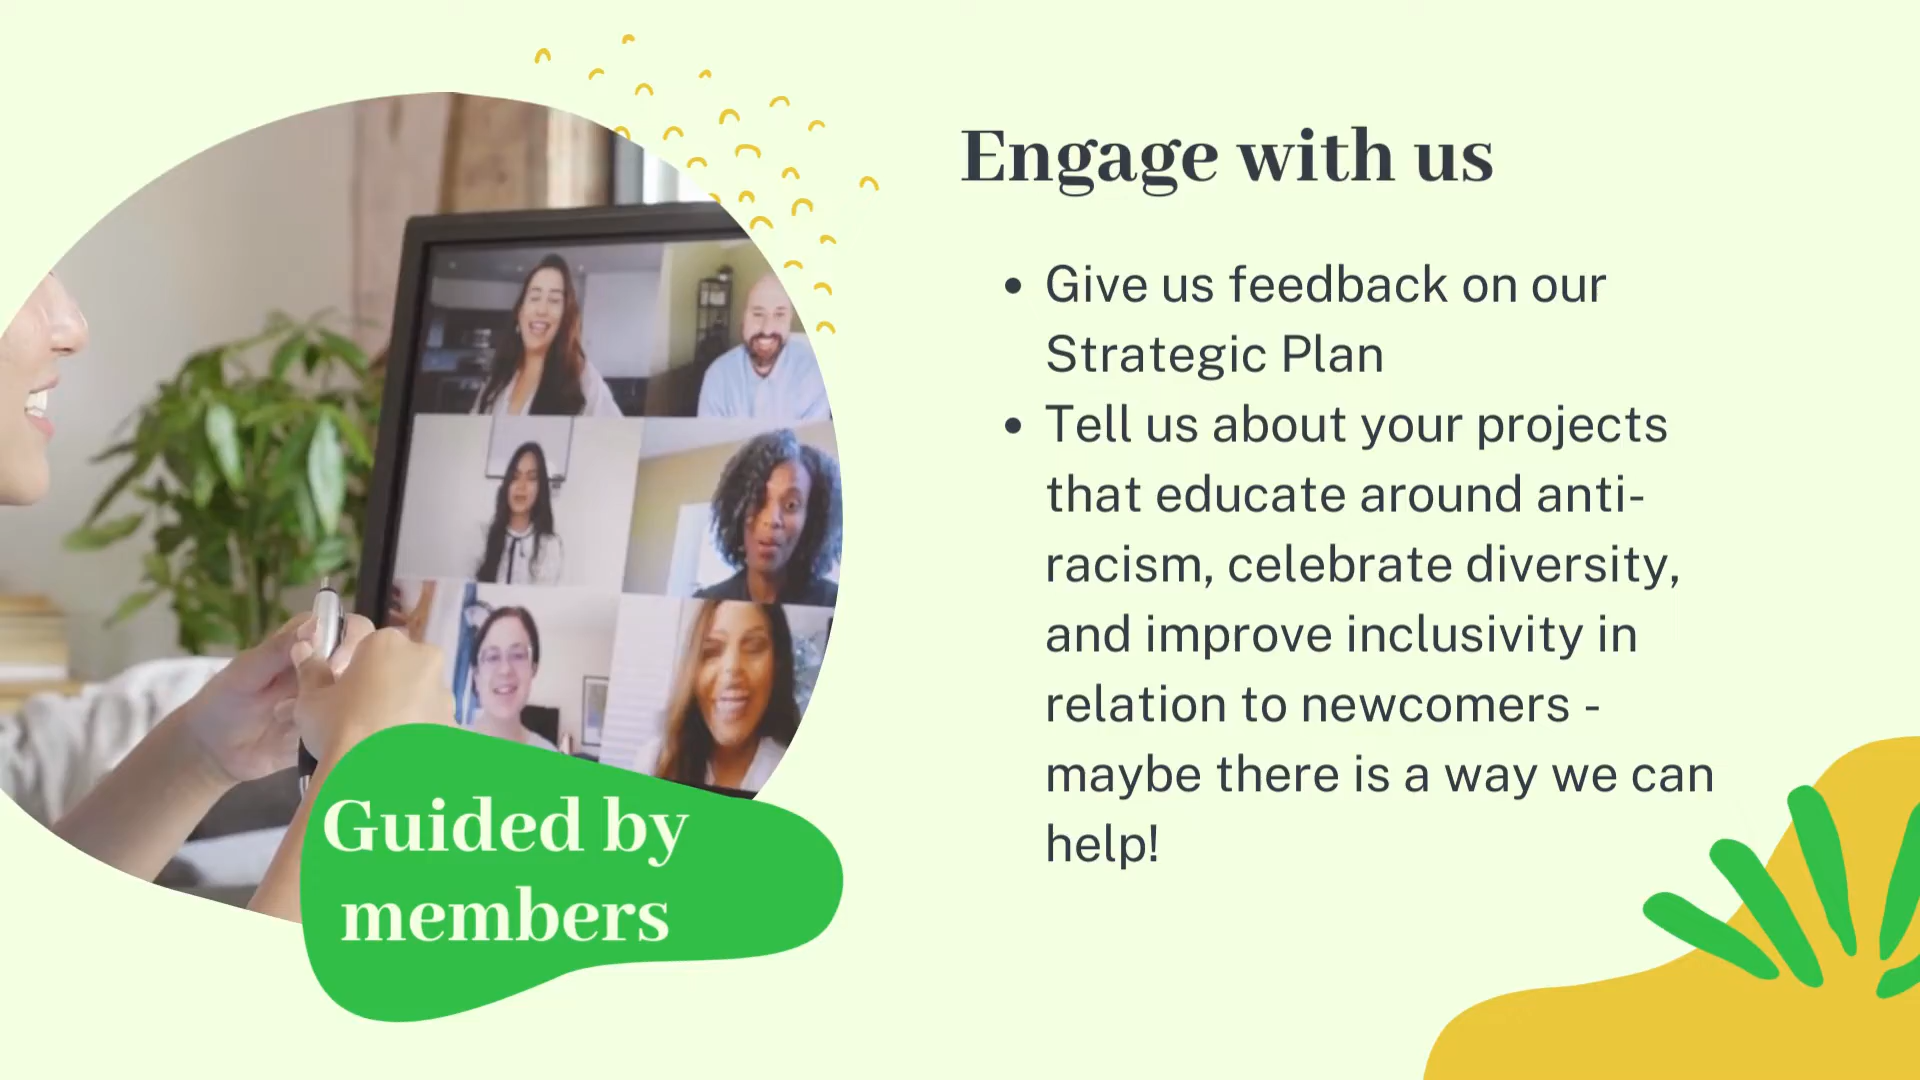 Engage with us
• Give us feedback on our
Strategic Plan
• Tell us about your projects
that educate around anti-
racism, celebrate diversity,
and improve inclusivity in
relation to newcomers -
maybe there is a way we can
help!
Guided by
members